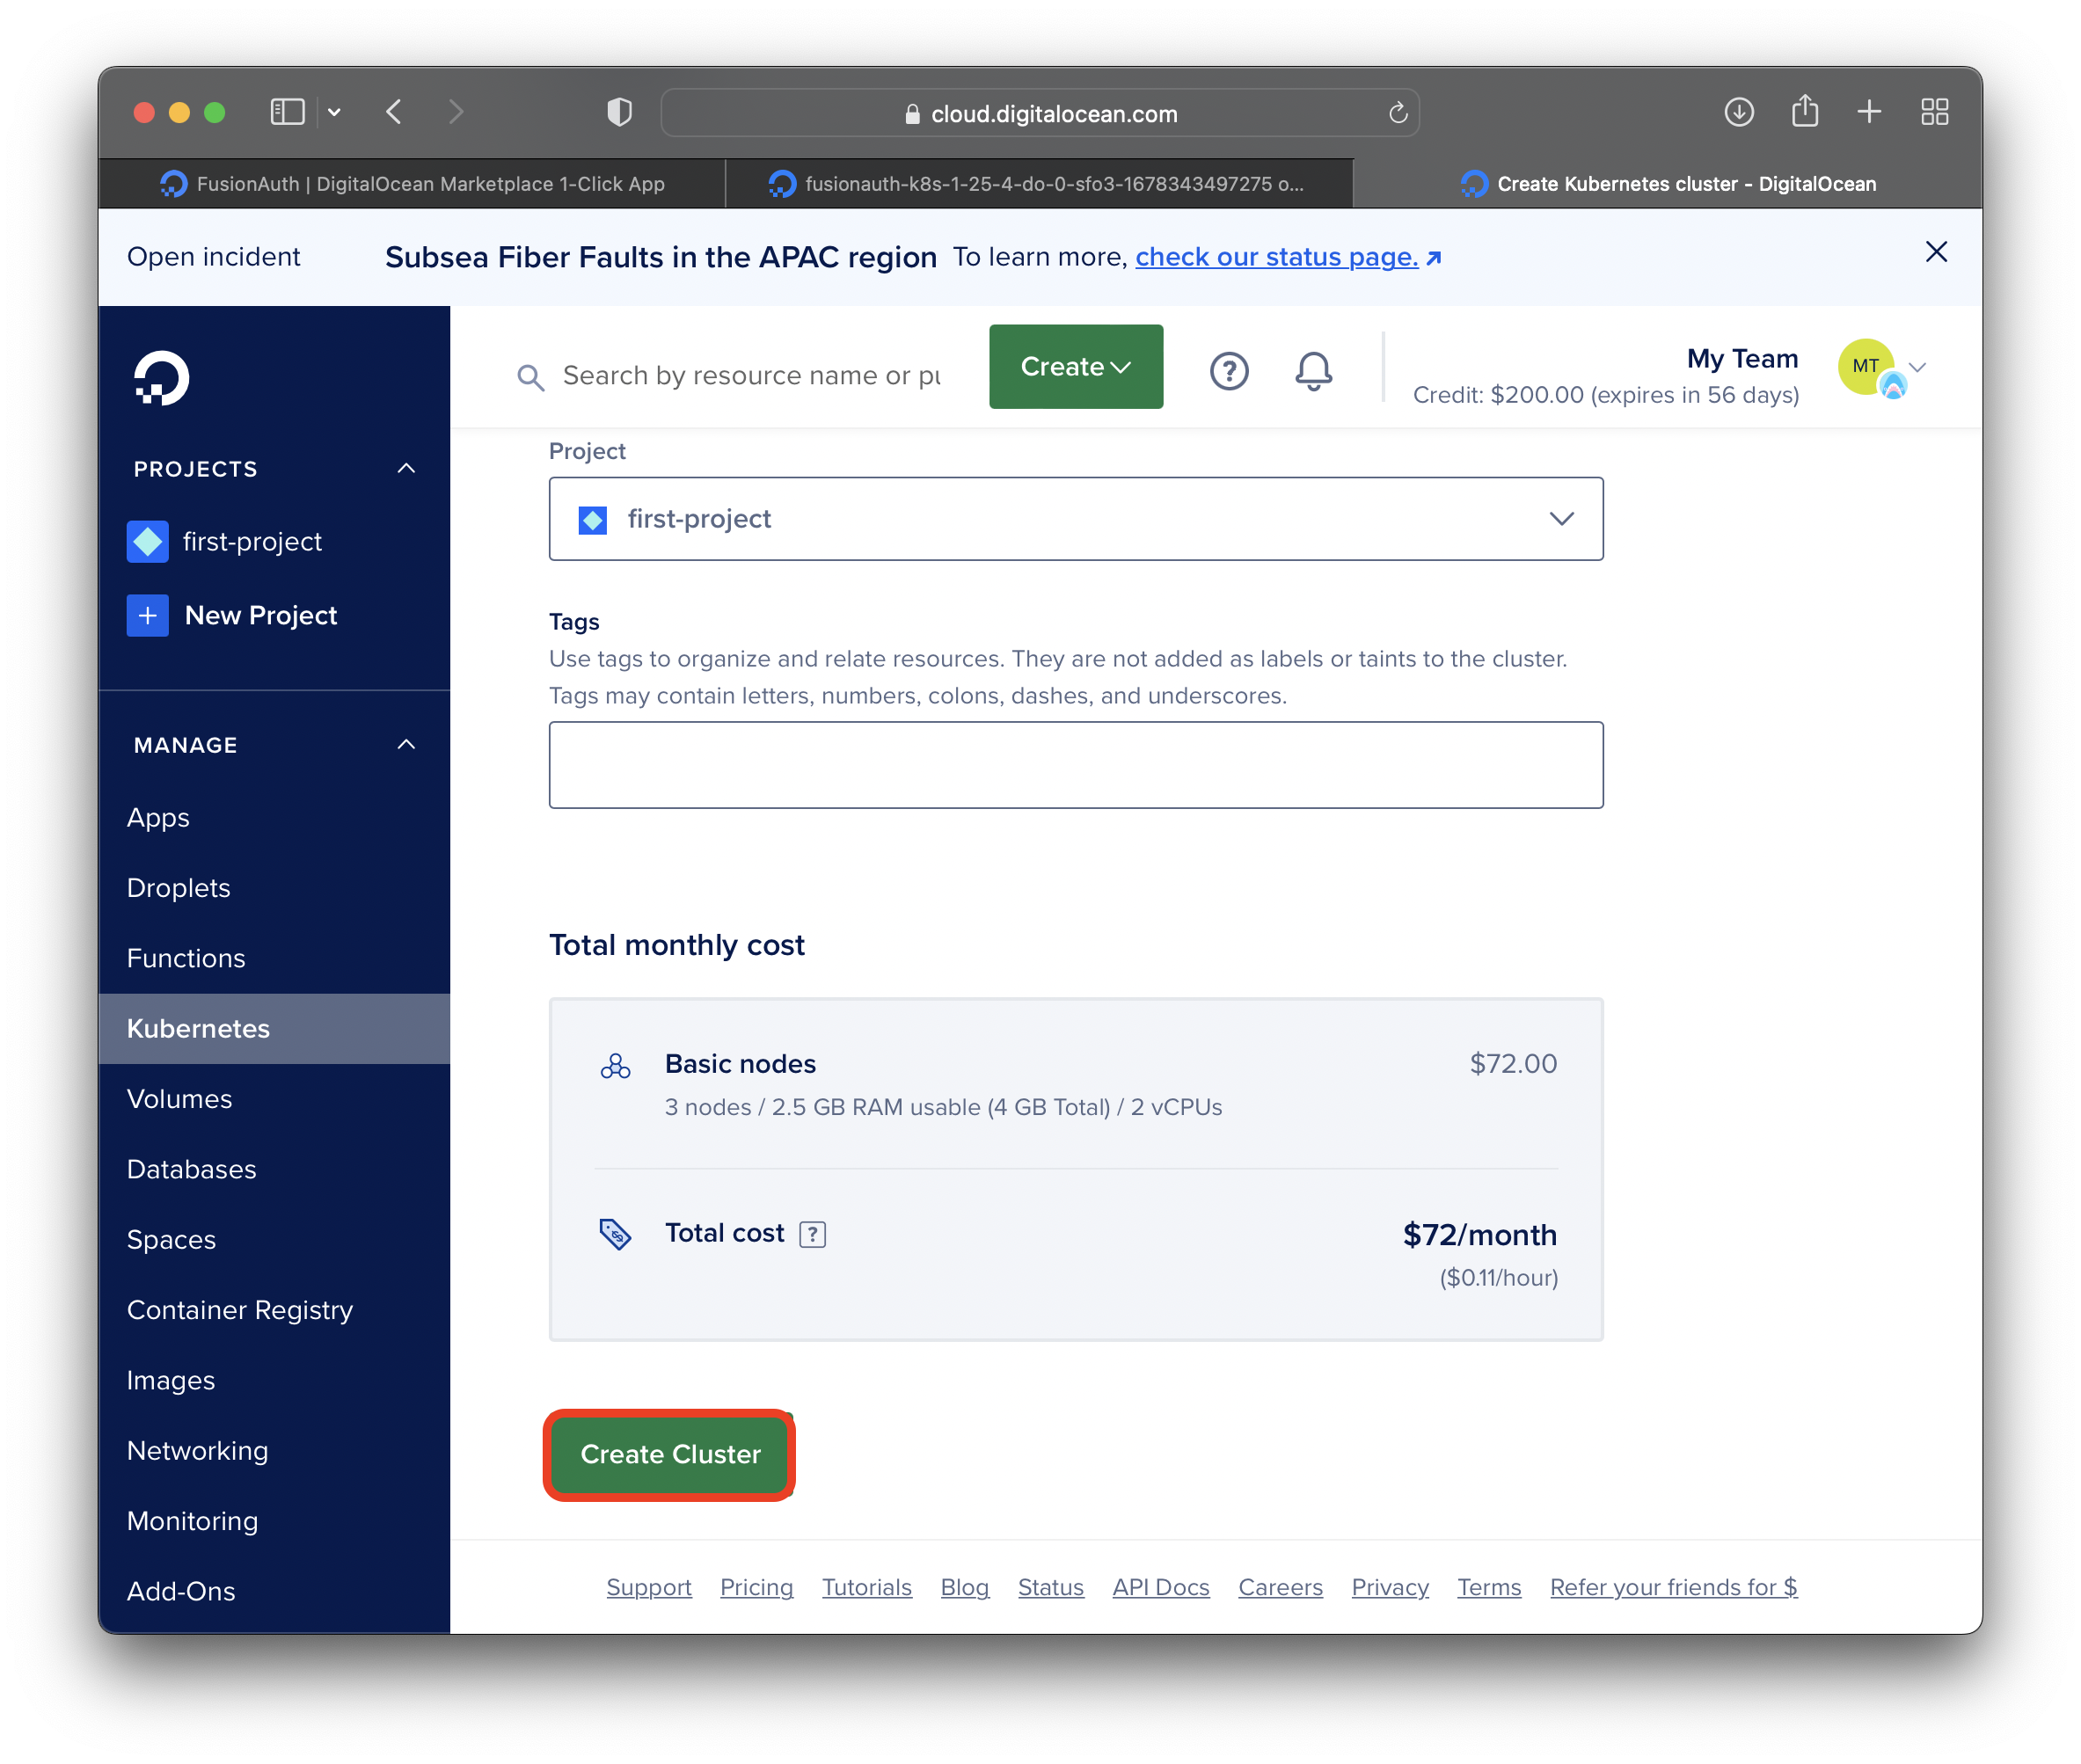 cloud.digitalocean.com
FusionAuth | DigitalOcean Marketplace 1-Click App
fusionauth-k8s-1-25-4-do-0-sfo3-1678343497275 o...
Create Kubernetes cluster - DigitalOcean
Open incident
Subsea Fiber Faults in the APAC region To learn more, check our status page.
Search by resource name or pu
Create
?
My Team
Credit: $200.00 (expires in 56 days)
MT
PROJECTS
first-project
New Project
MANAGE
Apps
Droplets
Functions
Kubernetes
Volumes
Databases
Spaces
Container Registry
Images
Networking
Monitoring
Add-Ons
Project
first-project
Tags
Use tags to organize and relate resources. They are not added as labels or taints to the cluster.
Tags may contain letters, numbers, colons, dashes, and underscores.
Total monthly cost
Basic nodes
$72.00
3 nodes / 2.5 GB RAM usable (4 GB Total) / 2 vCPUs
Total cost ?
$72/month
($0.11/hour)
Create Cluster
Support Pricing Tutorials Blog Status API Docs Careers Privacy Terms Refer your friends for $